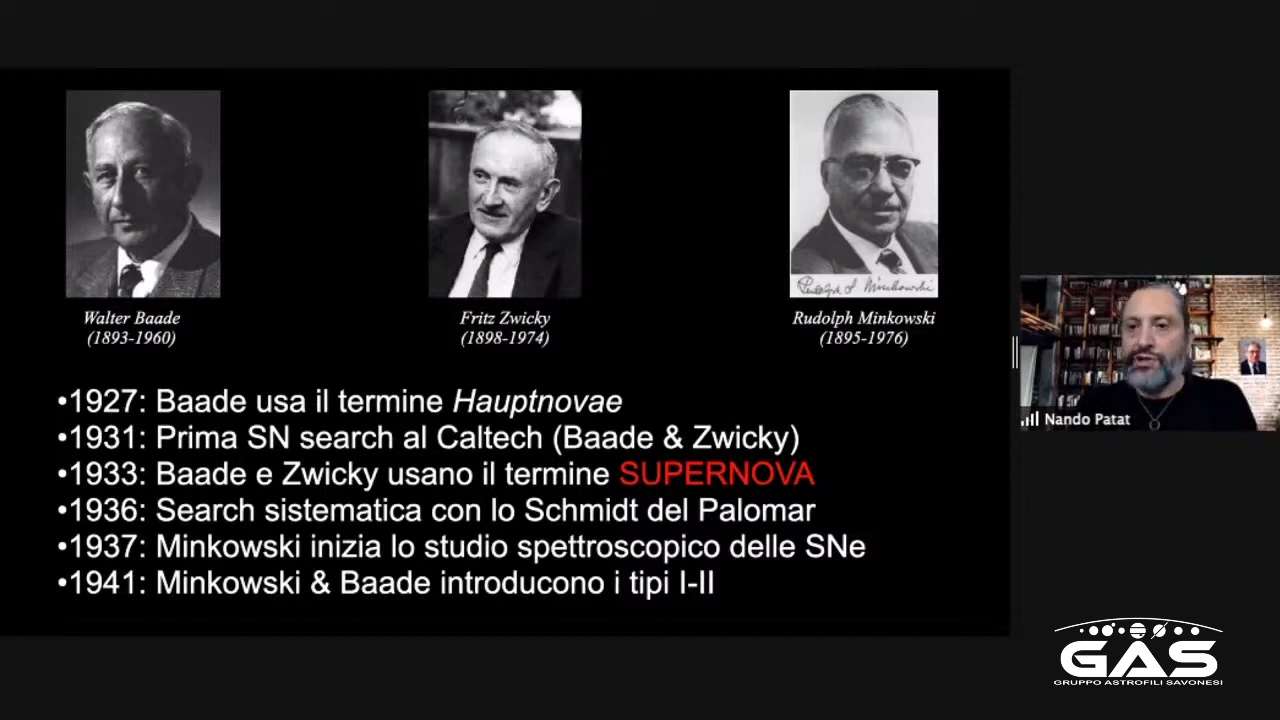 Walter Baade
(1893-1960)
Fritz Zwicky
(1898-1974)
Rudolph Minkowski
(1895-1976)
•1927: Baade usa il termine Hauptnovae
•1931: Prima SN search al Caltech (Baade & Zwicky)
•1933: Baade e Zwicky usano il termine SUPERNOVA
•1936: Search sistematica con lo Schmidt del Palomar
•1937: Minkowski inizia lo studio spettroscopico delle SNe
•1941: Minkowski & Baade introducono i tipi I-II
Nando Patat
GAS
GRUPPO ASTROFILI SAVONESI